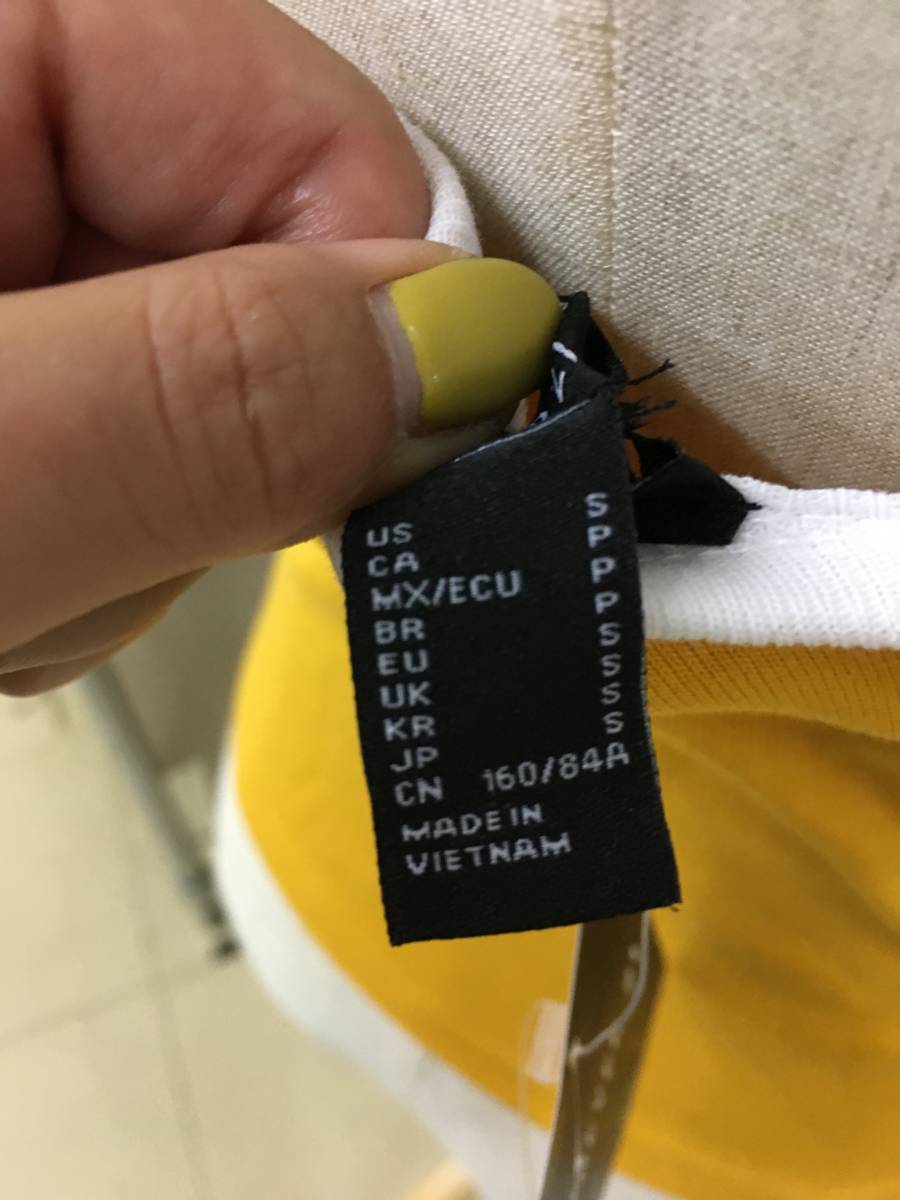 US S
CA P
MX/ECU P
BR P
EU S
UK S
KR S
JP S
CN 160/84A
MADE IN
VIETNAM